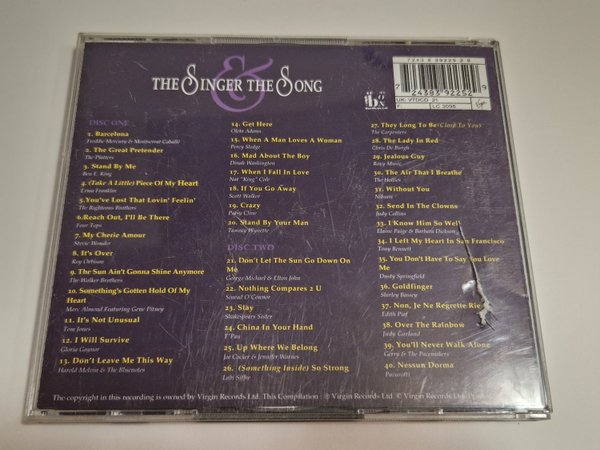 THE SINGER & THE SONG
7243 8 39225 2 8
UK: VTDCD 21
F:
LC 3098
Virgin
DISC ONE
1. Barcelona
Freddie Mercury & Montserrat Caballé
2. The Great Pretender
The Platters
3. Stand By Me
Ben E. King
4. (Take A Little) Piece Of My Heart
Erma Franklin
5. You've Lost That Lovin' Feelin'
The Righteous Brothers
6. Reach Out, I'll Be There
Four Tops
7. My Cherie Amour
Stevie Wonder
8. It's Over
Roy Orbison
9. The Sun Ain't Gonna Shine Anymore
The Walker Brothers
10. Something's Gotten Hold Of My
Heart
Marc Almond Featuring Gene Pitney
11. It's Not Unusual
Tom Jones
12. I Will Survive
Gloria Gaynor
13. Don't Leave Me This Way
Harold Melvin & The Bluenotes
14. Get Here
Oleta Adams
15. When A Man Loves A Woman
Percy Sledge
16. Mad About The Boy
Dinah Washington
17. When I Fall In Love
Nat "King" Cole
18. If You Go Away
Scott Walker
19. Crazy
Patsy Cline
20. Stand By Your Man
Tammy Wynette
DISC TWO
21. Don't Let The Sun Go Down On
Me
George Michael & Elton John
22. Nothing Compares 2 U
Sinead O'Connor
23. Stay
Shakespears Sister
24. China In Your Hand
T'Pau
25. Up Where We Belong
Joe Cocker & Jennifer Warnes
26. (Something Inside) So Strong
Labi Siffre
27. They Long To Be (Close To You)
The Carpenters
28. The Lady In Red
Chris De Burgh
29. Jealous Guy
Roxy Music
30. The Air That I Breathe
The Hollies
31. Without You
Nilsson
32. Send In The Clowns
Judy Collins
33. I Know Him So Well
Elaine Paige & Barbara Dickson
34. I Left My Heart In San Francisco
Tony Bennett
35. You Don't Have To Say You Love
Me
Dusty Springfield
36. Goldfinger
Shirley Bassey
37. Non, Je Ne Regrette Rien
Edith Piaf
38. Over The Rainbow
Judy Garland
39. You'll Never Walk Alone
Gerry & The Pacemakers
40. Nessun Dorma
Pavarotti
The copyright in this recording is owned by Virgin Records Ltd. This Compilation : ℗ Virgin Records Ltd. © Virgin Records Ltd.